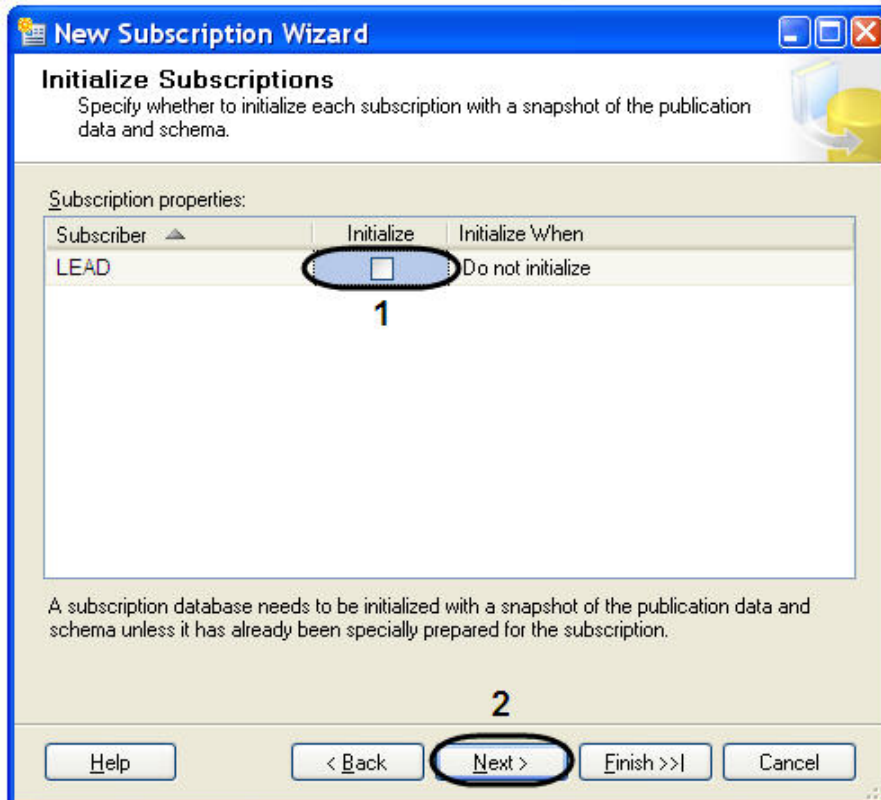 New Subscription Wizard
Initialize Subscriptions
Specify whether to initialize each subscription with a snapshot of the publication
data and schema.
Subscription properties:
Subscriber Initialize Initialize When
LEAD Do not initialize
1
A subscription database needs to be initialized with a snapshot of the publication data and
schema unless it has already been specially prepared for the subscription.
2
Help < Back Next > Finish >>| Cancel